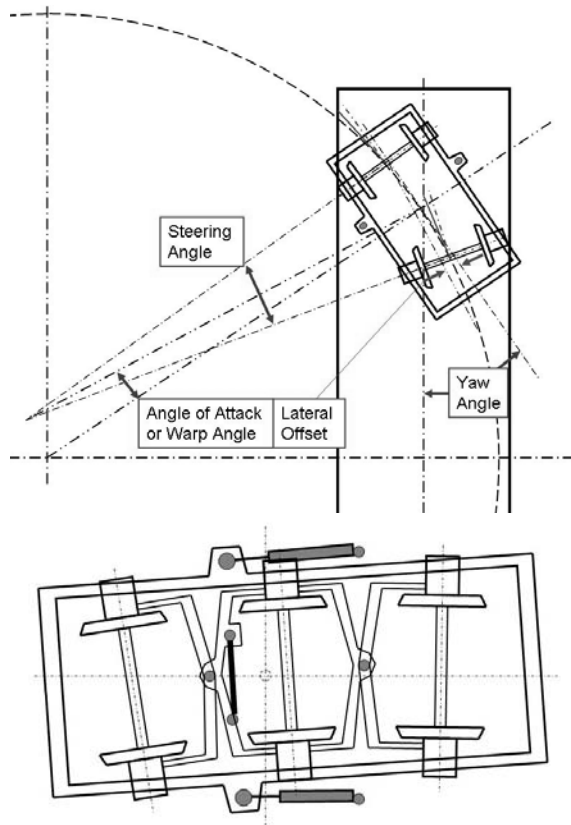 Steering
Angle
Angle of Attack
or Warp Angle
Lateral
Offset
Yaw
Angle